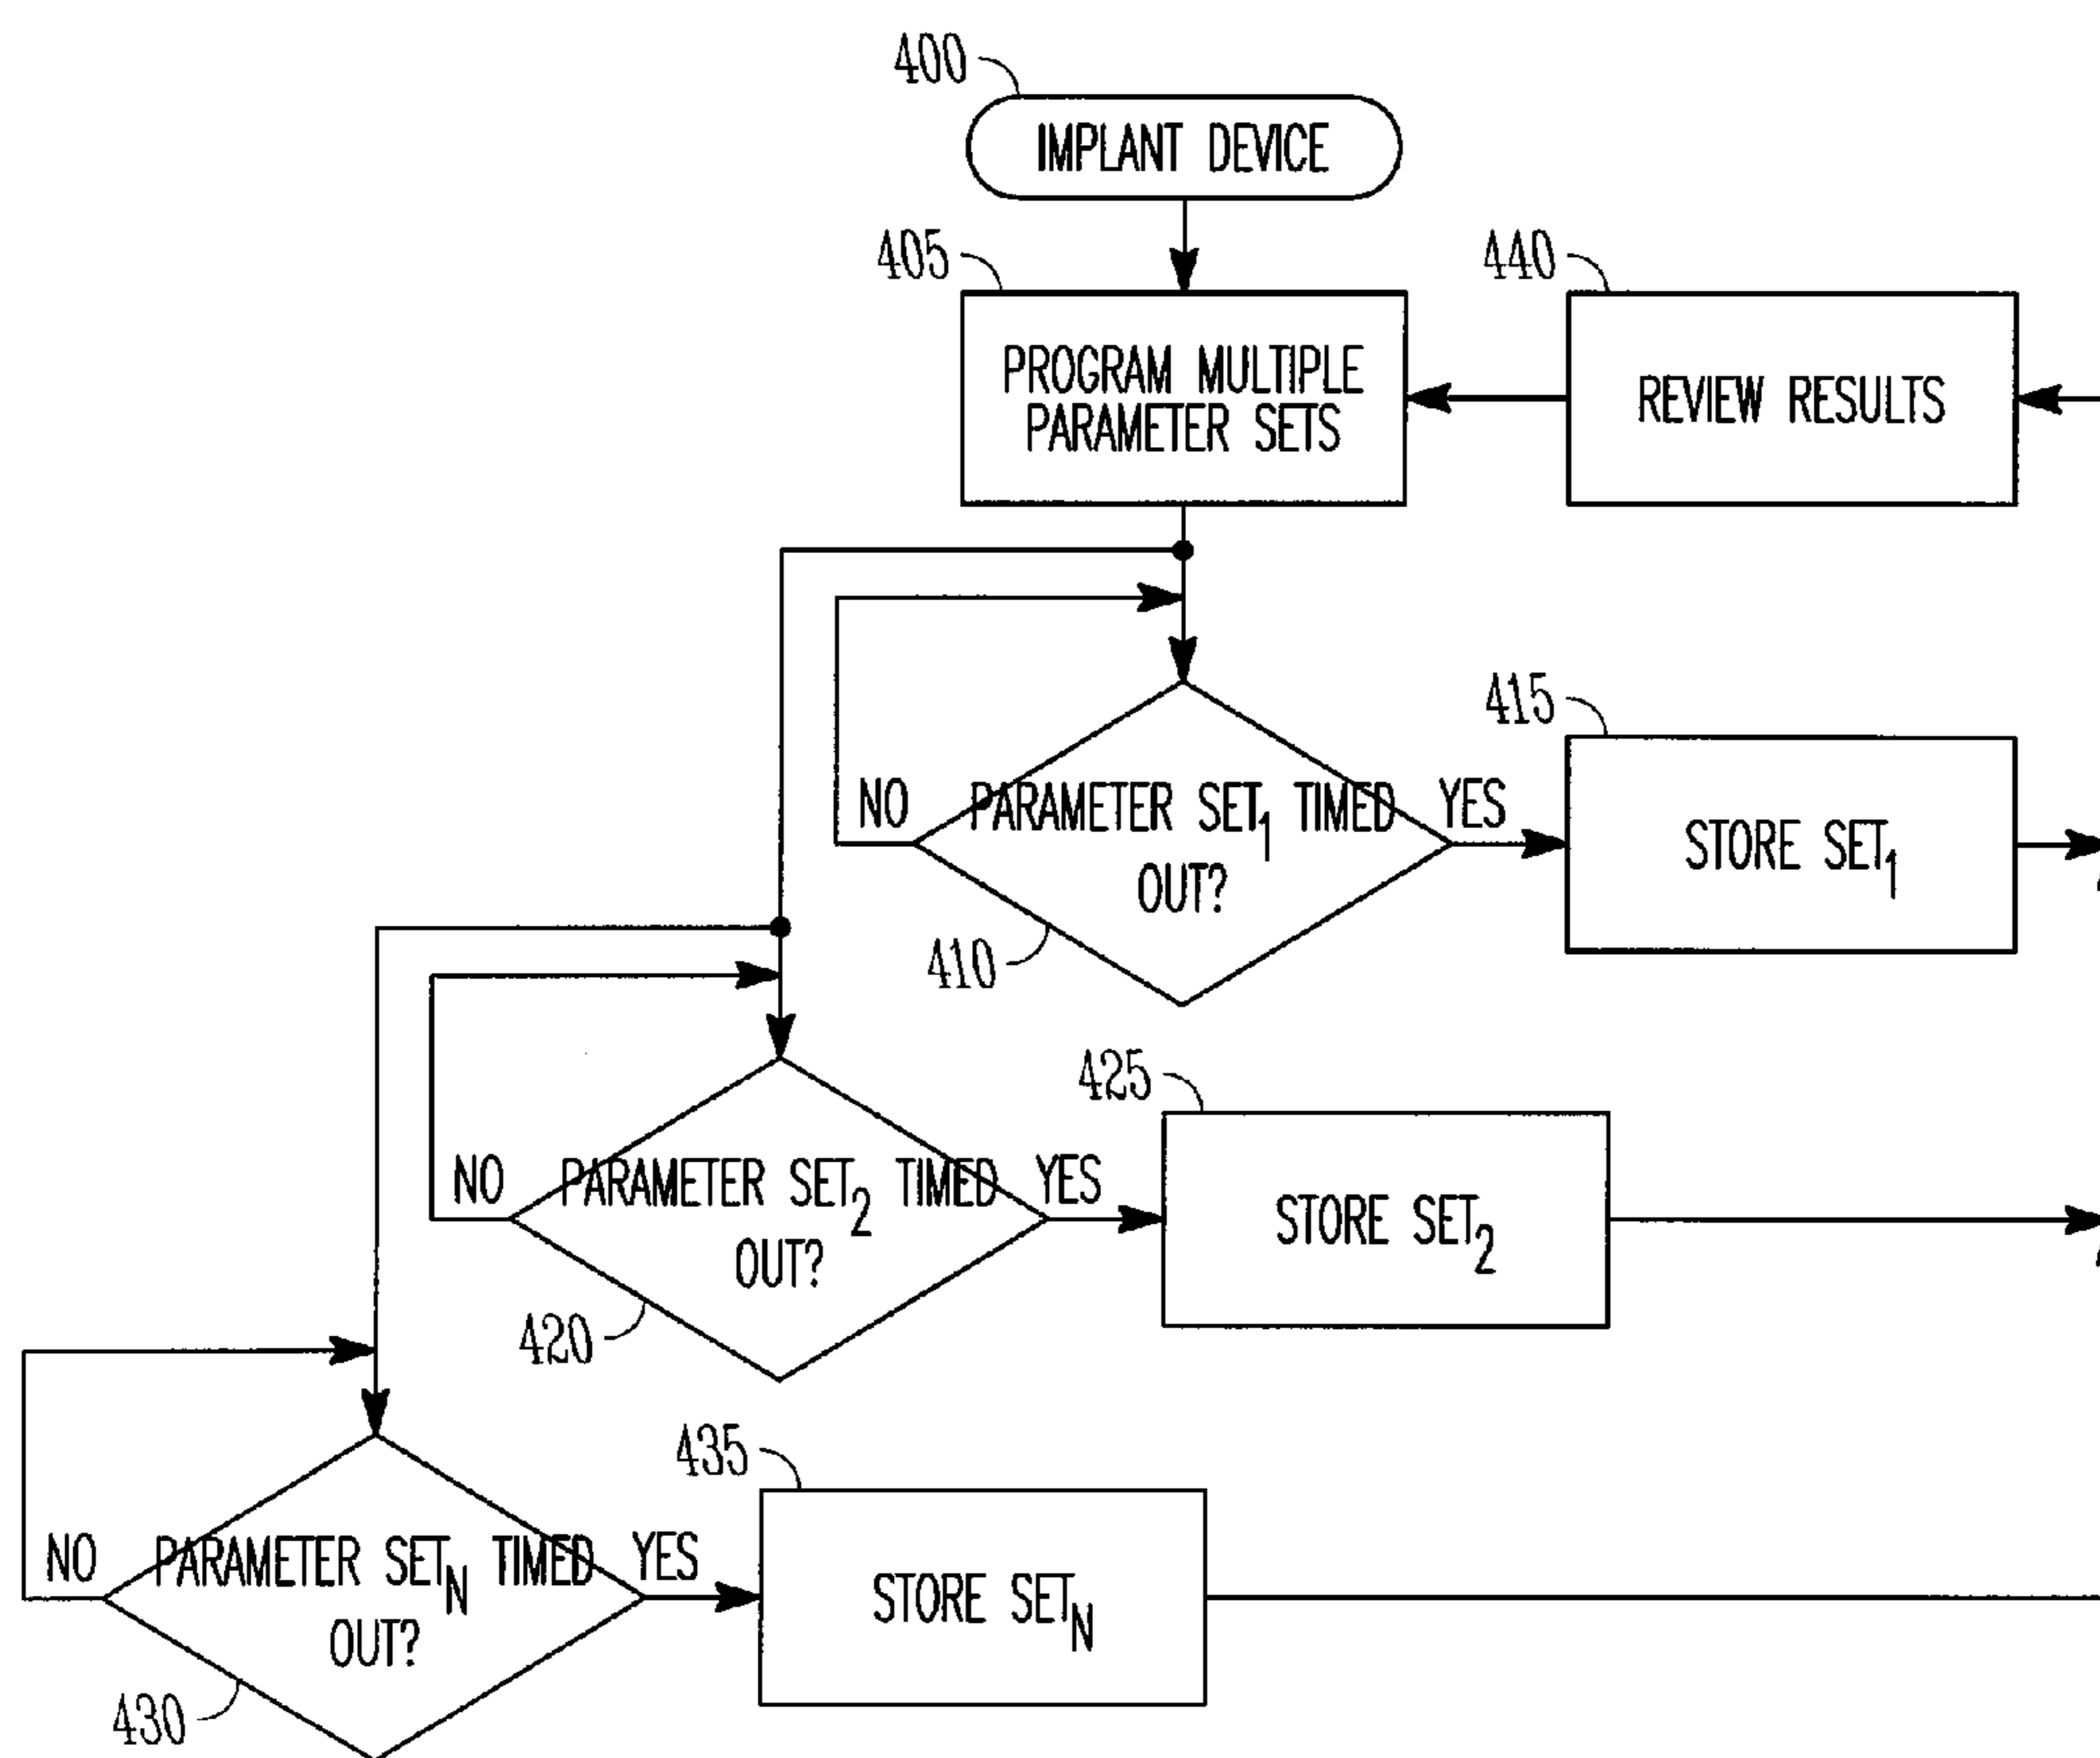 400
IMPLANT DEVICE
405
440
PROGRAM MULTIPLE
PARAMETER SETS
REVIEW RESULTS
415
NO
PARAMETER SET1 TIMED
OUT?
YES
STORE SET1
410
425
NO
PARAMETER SET2 TIMED
OUT?
YES
STORE SET2
420
435
NO
PARAMETER SETN TIMED
OUT?
YES
STORE SETN
430